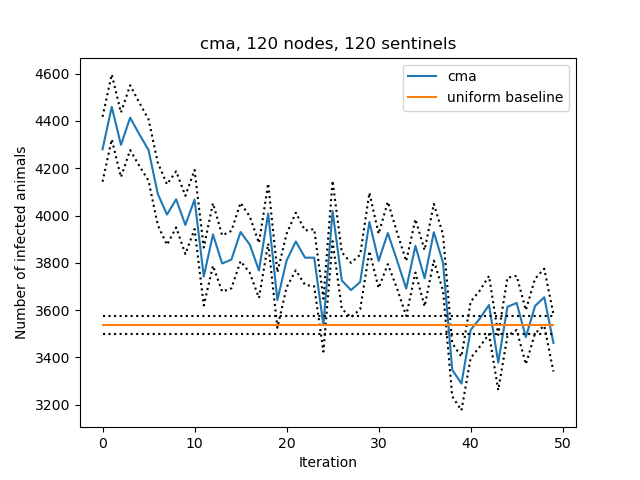 cma, 120 nodes, 120 sentinels
cma
uniform baseline
Number of infected animals
4600
4400
4200
4000
3800
3600
3400
3200
0
10
20
30
40
50
Iteration